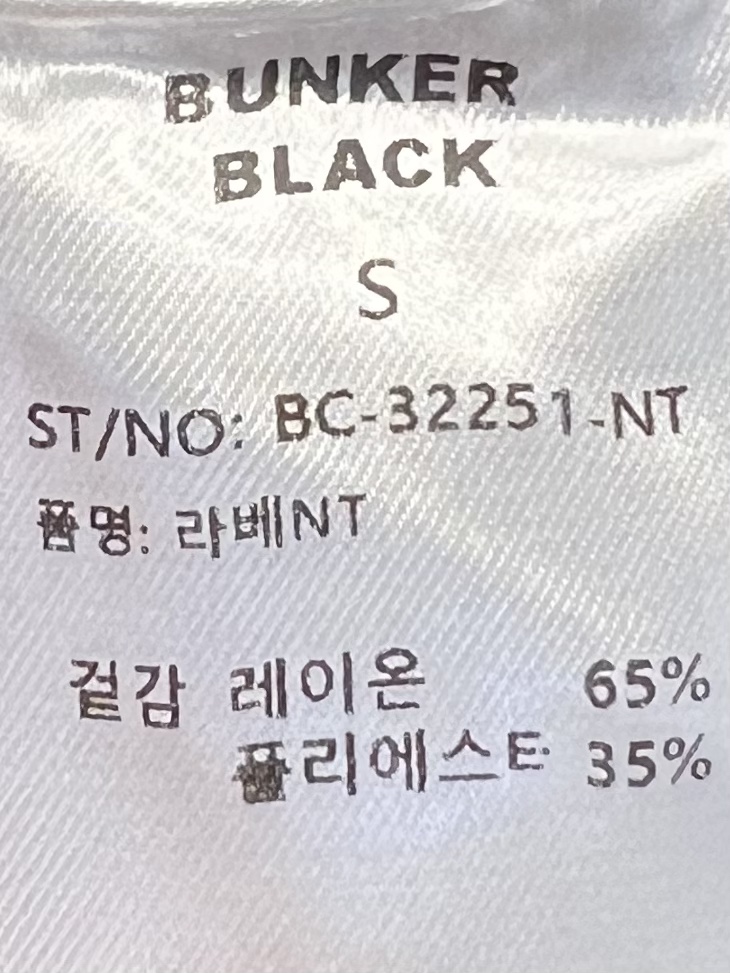 BUNKER
BLACK
S
ST/NO: BC-32251-NT
품명: 라베NT
겉감 레이온 65%
폴리에스터 35%